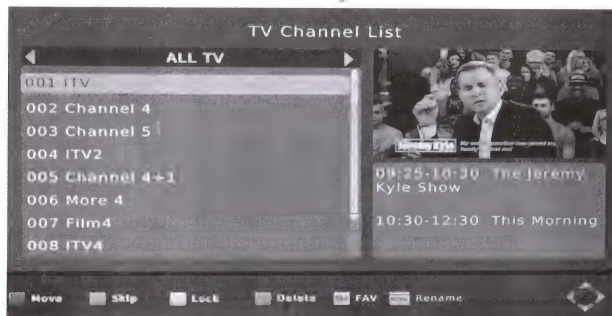 TV Channel List
ALL TV
001 ITV
002 Channel 4
003 Channel 5
004 ITV2
005 Channel 4+1
006 More 4
007 Film4
008 ITV4
Jeremy Kyle
09:25-10:30 The Jeremy
Kyle Show
10:30-12:30 This Morning
Move Skip Lock Delete FAV Rename